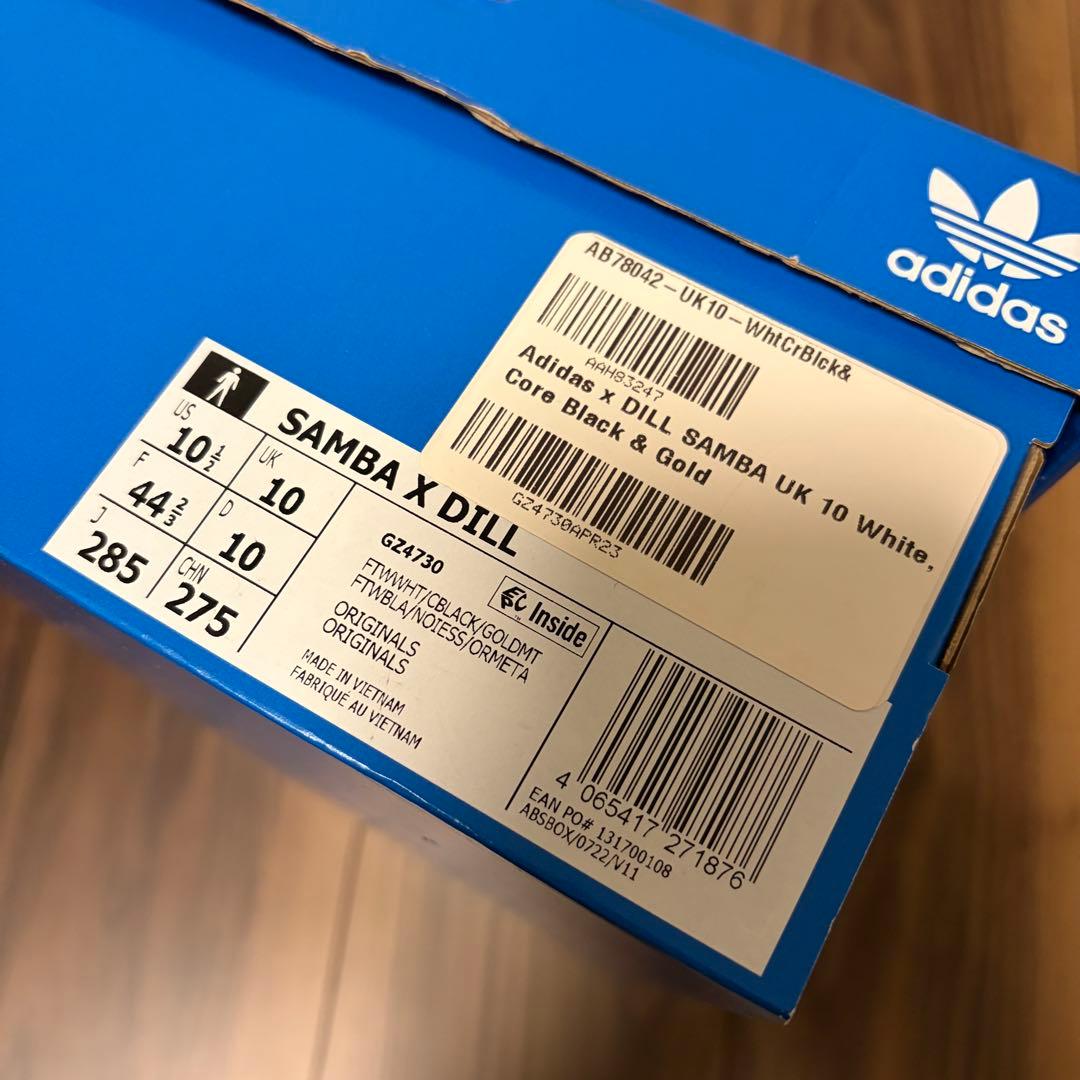 adidas
AB78042-UK10-WhtCrBlck&
AAH83247
Adidas x DILL SAMBA UK 10 White,
Core Black & Gold
GZ4730APR23
SAMBA X DILL
US
10 1/2
UK
10
F
44 2/3
D
10
J
285
CHN
275
GZ4730
FTWWHT/CBLACK/GOLDMT
FTWBLA/NOIESS/ORMETA
ORIGINALS
ORIGINALS
MADE IN VIETNAM
FABRIQUÉ AU VIETNAM
Inside
4 065417 271876
EAN PO# 131700108
ABSBOX/0722/V11